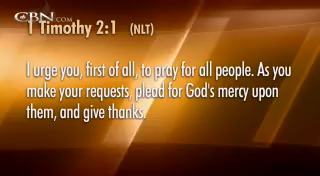 CBN.COM
1 Timothy 2:1 (NLT)
I urge you, first of all, to pray for all people. As you
make your requests, plead for God's mercy upon
them, and give thanks.